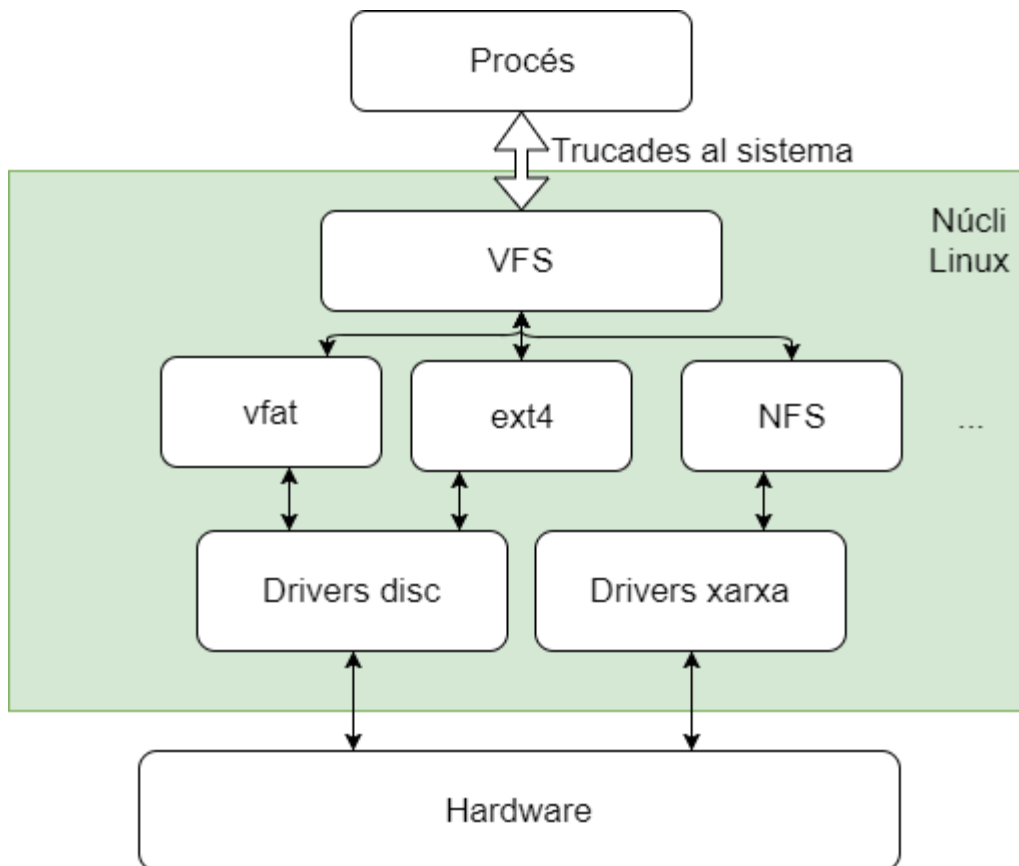 Procés
Trucades al sistema
Núcli
Linux
VFS
vfat
ext4
NFS
...
Drivers disc
Drivers xarxa
Hardware